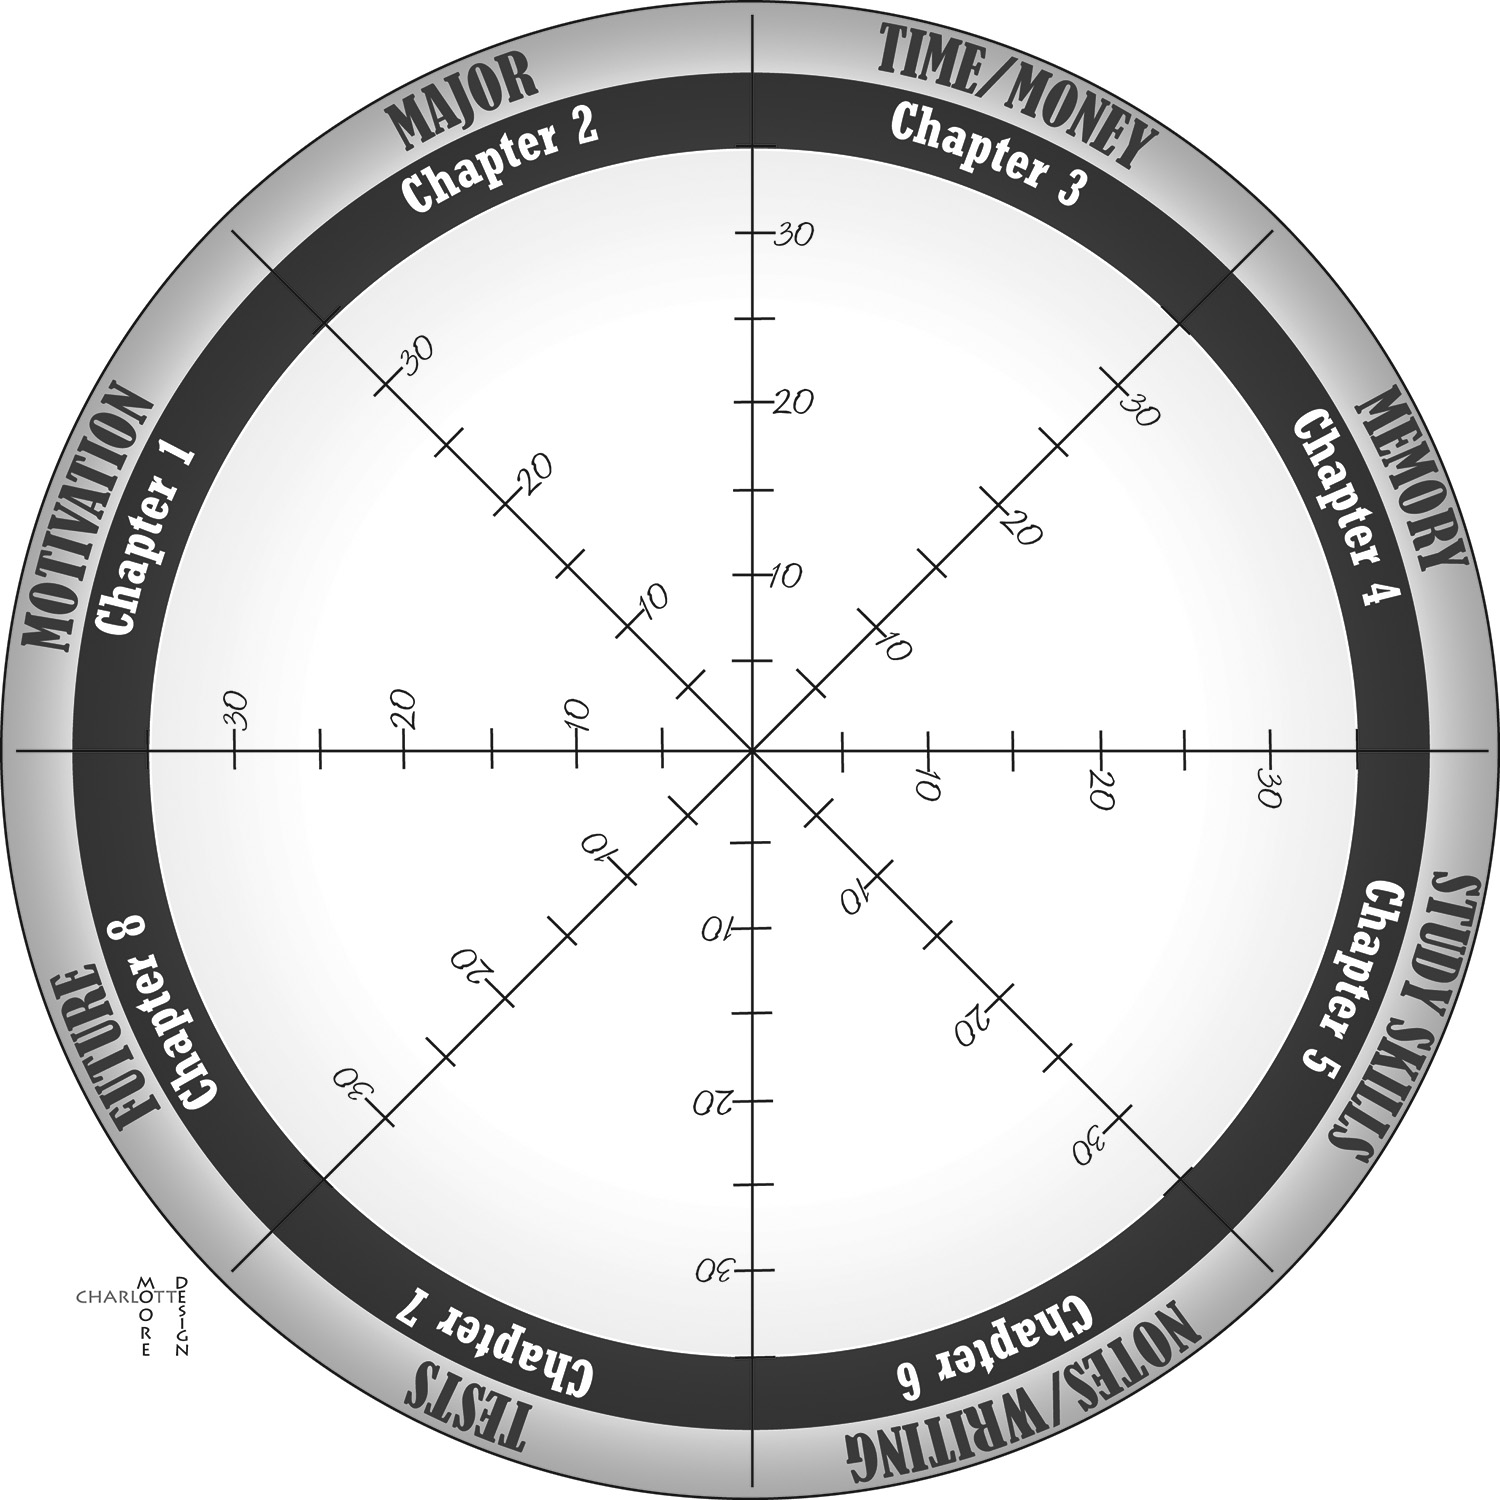 MOTIVATION
Chapter 1
MAJOR
Chapter 2
TIME/MONEY
Chapter 3
MEMORY
Chapter 4
STUDY SKILLS
Chapter 5
NOTES/WRITING
Chapter 6
TESTS
Chapter 7
FUTURE
Chapter 8
30
20
10
30
20
10
30
20
10
10
20
30
10
20
30
10
20
30
10
20
30
10
20
30
CHARLOTTE
MOORE
DESIGN